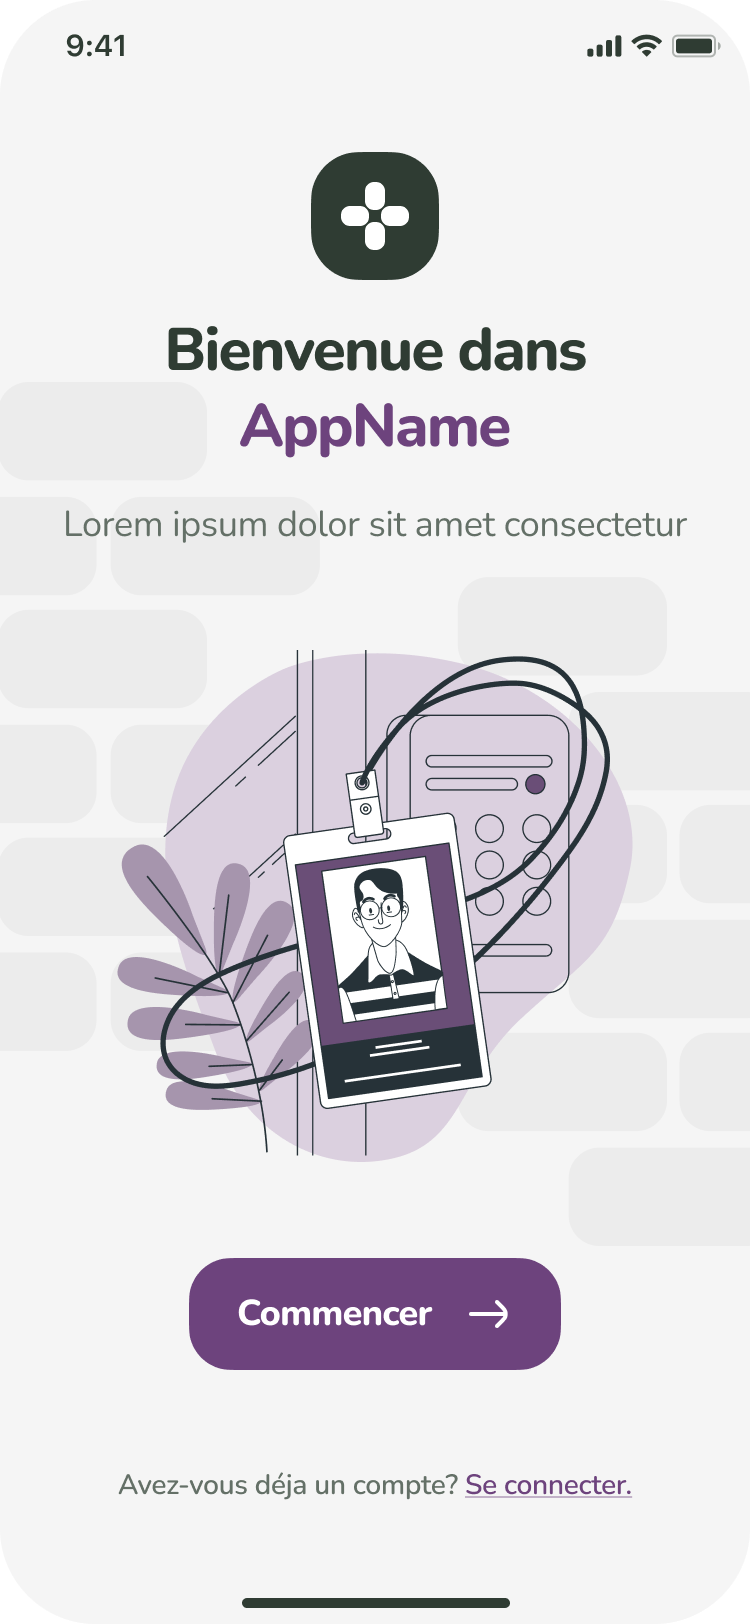 9:41
Bienvenue dans
AppName
Lorem ipsum dolor sit amet consectetur
Commencer
Avez-vous déja un compte? Se connecter.